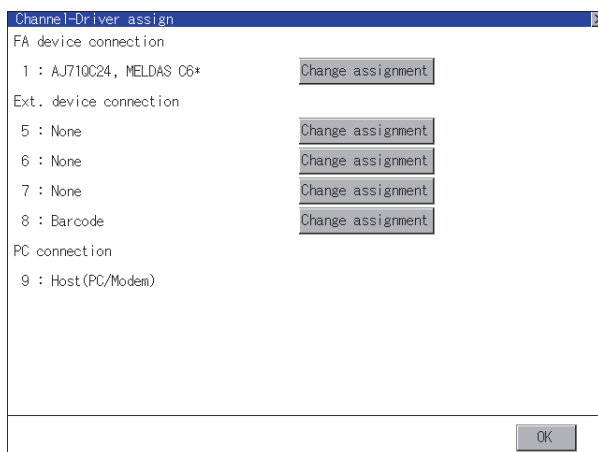 Channel-Driver assign
FA device connection
1 : AJ71QC24, MELDAS C6* Change assignment
Ext. device connection
5 : None Change assignment
6 : None Change assignment
7 : None Change assignment
8 : Barcode Change assignment
PC connection
9 : Host(PC/Modem)
OK